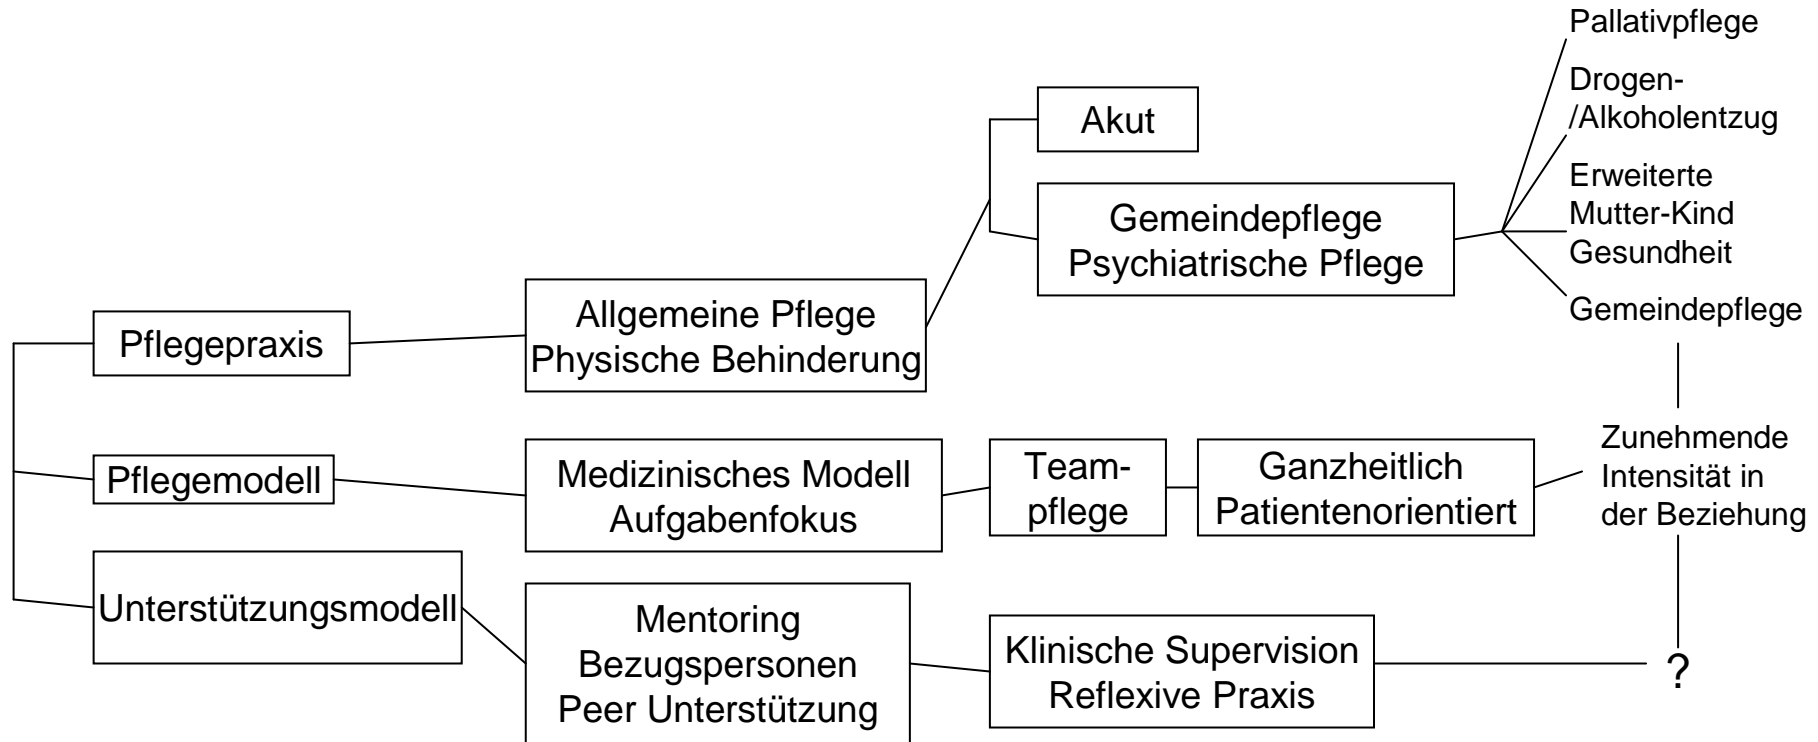 Pallativpflege
Drogen-
/Alkoholentzug
Erweiterte
Mutter-Kind
Gesundheit
Gemeindepflege
Akut
Gemeindepflege
Psychiatrische Pflege
Allgemeine Pflege
Physische Behinderung
Pflegepraxis
Pflegemodell
Medizinisches Modell
Aufgabenfokus
Team-
pflege
Ganzheitlich
Patientenorientiert
Zunehmende
Intensität in
der Beziehung
Unterstützungsmodell
Mentoring
Bezugspersonen
Peer Unterstützung
Klinische Supervision
Reflexive Praxis
?